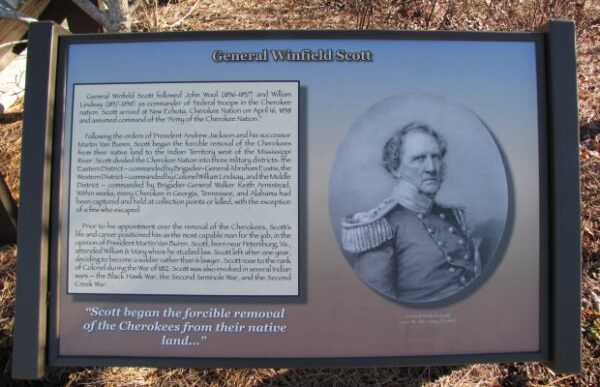 General Winfield Scott
General Winfield Scott followed John Wool (1836-1837) and William
Lindsay (1837-1838) as commander of Federal troops in the Cherokee
nation. Scott arrived at New Echota, Cherokee Nation on April 16, 1838
and assumed command of the "Army of the Cherokee Nation."
Following the orders of President Andrew Jackson and his successor
Martin Van Buren, Scott began the forcible removal of the Cherokees
from their native land to the Indian Territory west of the Mississippi
River. Scott divided the Cherokee Nation into three military districts: the
Eastern District – commanded by Brigadier-General Abraham Eustis, the
Western District – commanded by Colonel William Lindsay, and the Middle
District – commanded by Brigadier-General Walker Keith Armistead.
Within weeks, every Cherokee in Georgia, Tennessee, and Alabama had
been captured and held at collection points or killed, with the exception
of a few who escaped.
Prior to his appointment over the removal of the Cherokees, Scott's
life and career positioned him as the most capable man for the job, in the
opinion of President Martin Van Buren. Scott, born near Petersburg, Va.,
attended William & Mary where he studied law. Scott left after one year,
deciding to become a soldier rather than a lawyer. Scott rose to the rank
of Colonel during the War of 1812. Scott was also involved in several Indian
wars – the Black Hawk War, the Second Seminole War, and the Second
Creek War.
"Scott began the forcible removal
of the Cherokees from their native
land..."
General Winfield Scott